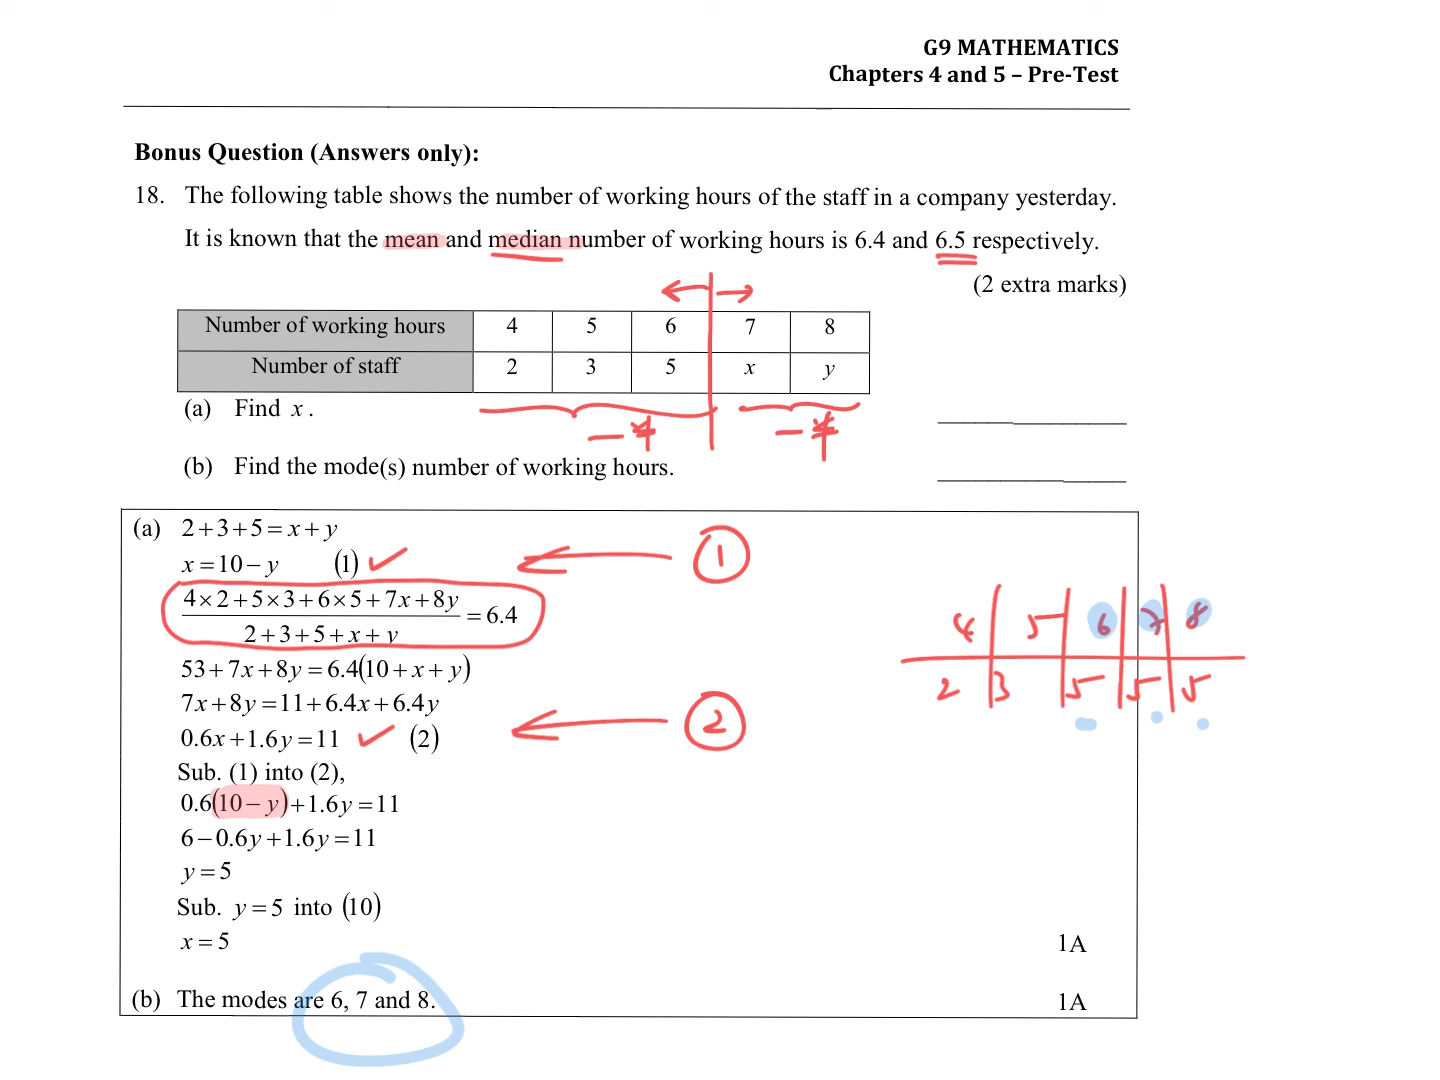 G9 MATHEMATICS
Chapters 4 and 5 – Pre-Test
Bonus Question (Answers only):
18. The following table shows the number of working hours of the staff in a company yesterday.
It is known that the mean and median number of working hours is 6.4 and 6.5 respectively.
(2 extra marks)
Number of working hours 4 5 6 7 8
Number of staff 2 3 5 x y
(a) Find x.
(b) Find the mode(s) number of working hours.
(a) 2+3+5=x+y
x=10−y (1) ✓ ①
(4×2+5×3+6×5+7x+8y)/(2+3+5+x+y) = 6.4
53+7x+8y=6.4(10+x+y)
7x+8y=11+6.4x+6.4y
0.6x+1.6y=11 ✓ (2) ②
Sub. (1) into (2),
0.6(10−y)+1.6y=11
6−0.6y+1.6y=11
y=5
Sub. y=5 into (10)
x=5 1A
(b) The modes are 6, 7 and 8. 1A
4 5 6 7 8
2 3 5 5 5